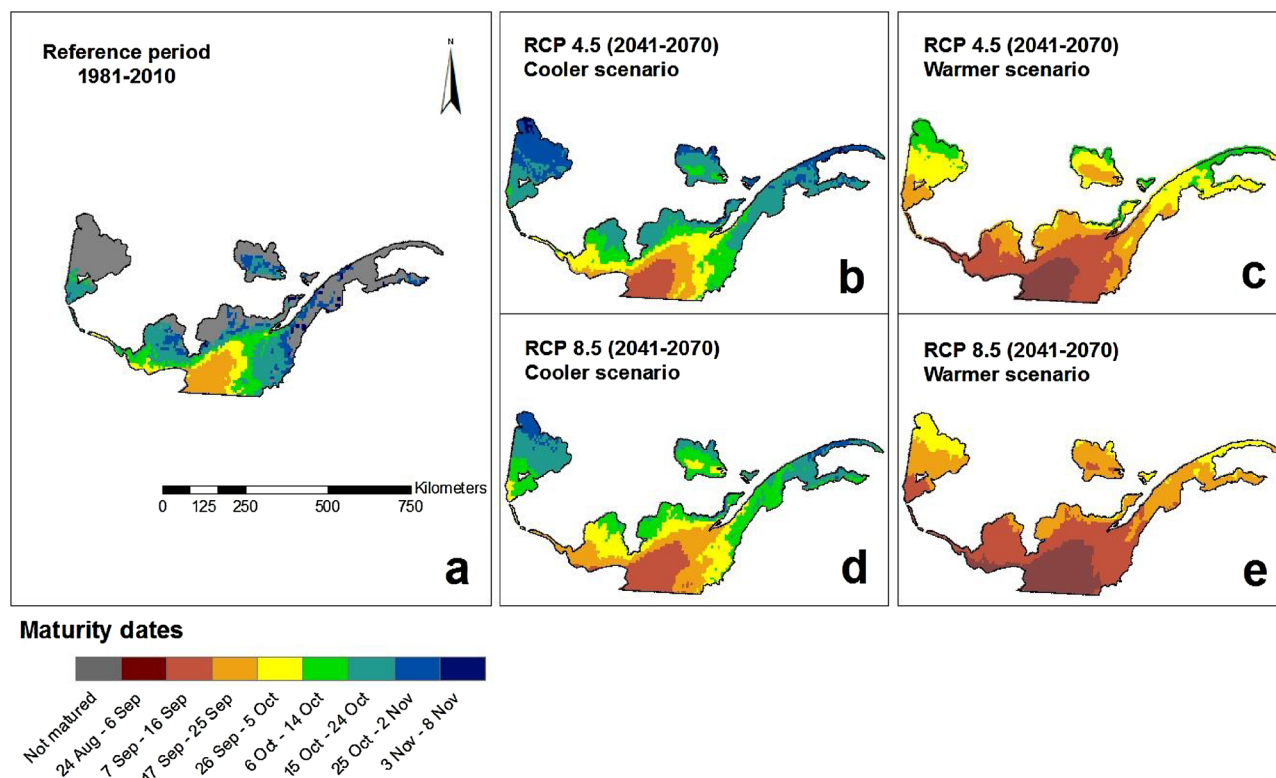 Reference period
1981-2010
N
Kilometers
0 125 250 500 750
a
RCP 4.5 (2041-2070)
Cooler scenario
b
RCP 4.5 (2041-2070)
Warmer scenario
c
RCP 8.5 (2041-2070)
Cooler scenario
d
RCP 8.5 (2041-2070)
Warmer scenario
e
Maturity dates
Not matured
24 Aug - 6 Sep
7 Sep - 16 Sep
17 Sep - 25 Sep
26 Sep - 5 Oct
6 Oct - 14 Oct
15 Oct - 24 Oct
25 Oct - 2 Nov
3 Nov - 8 Nov